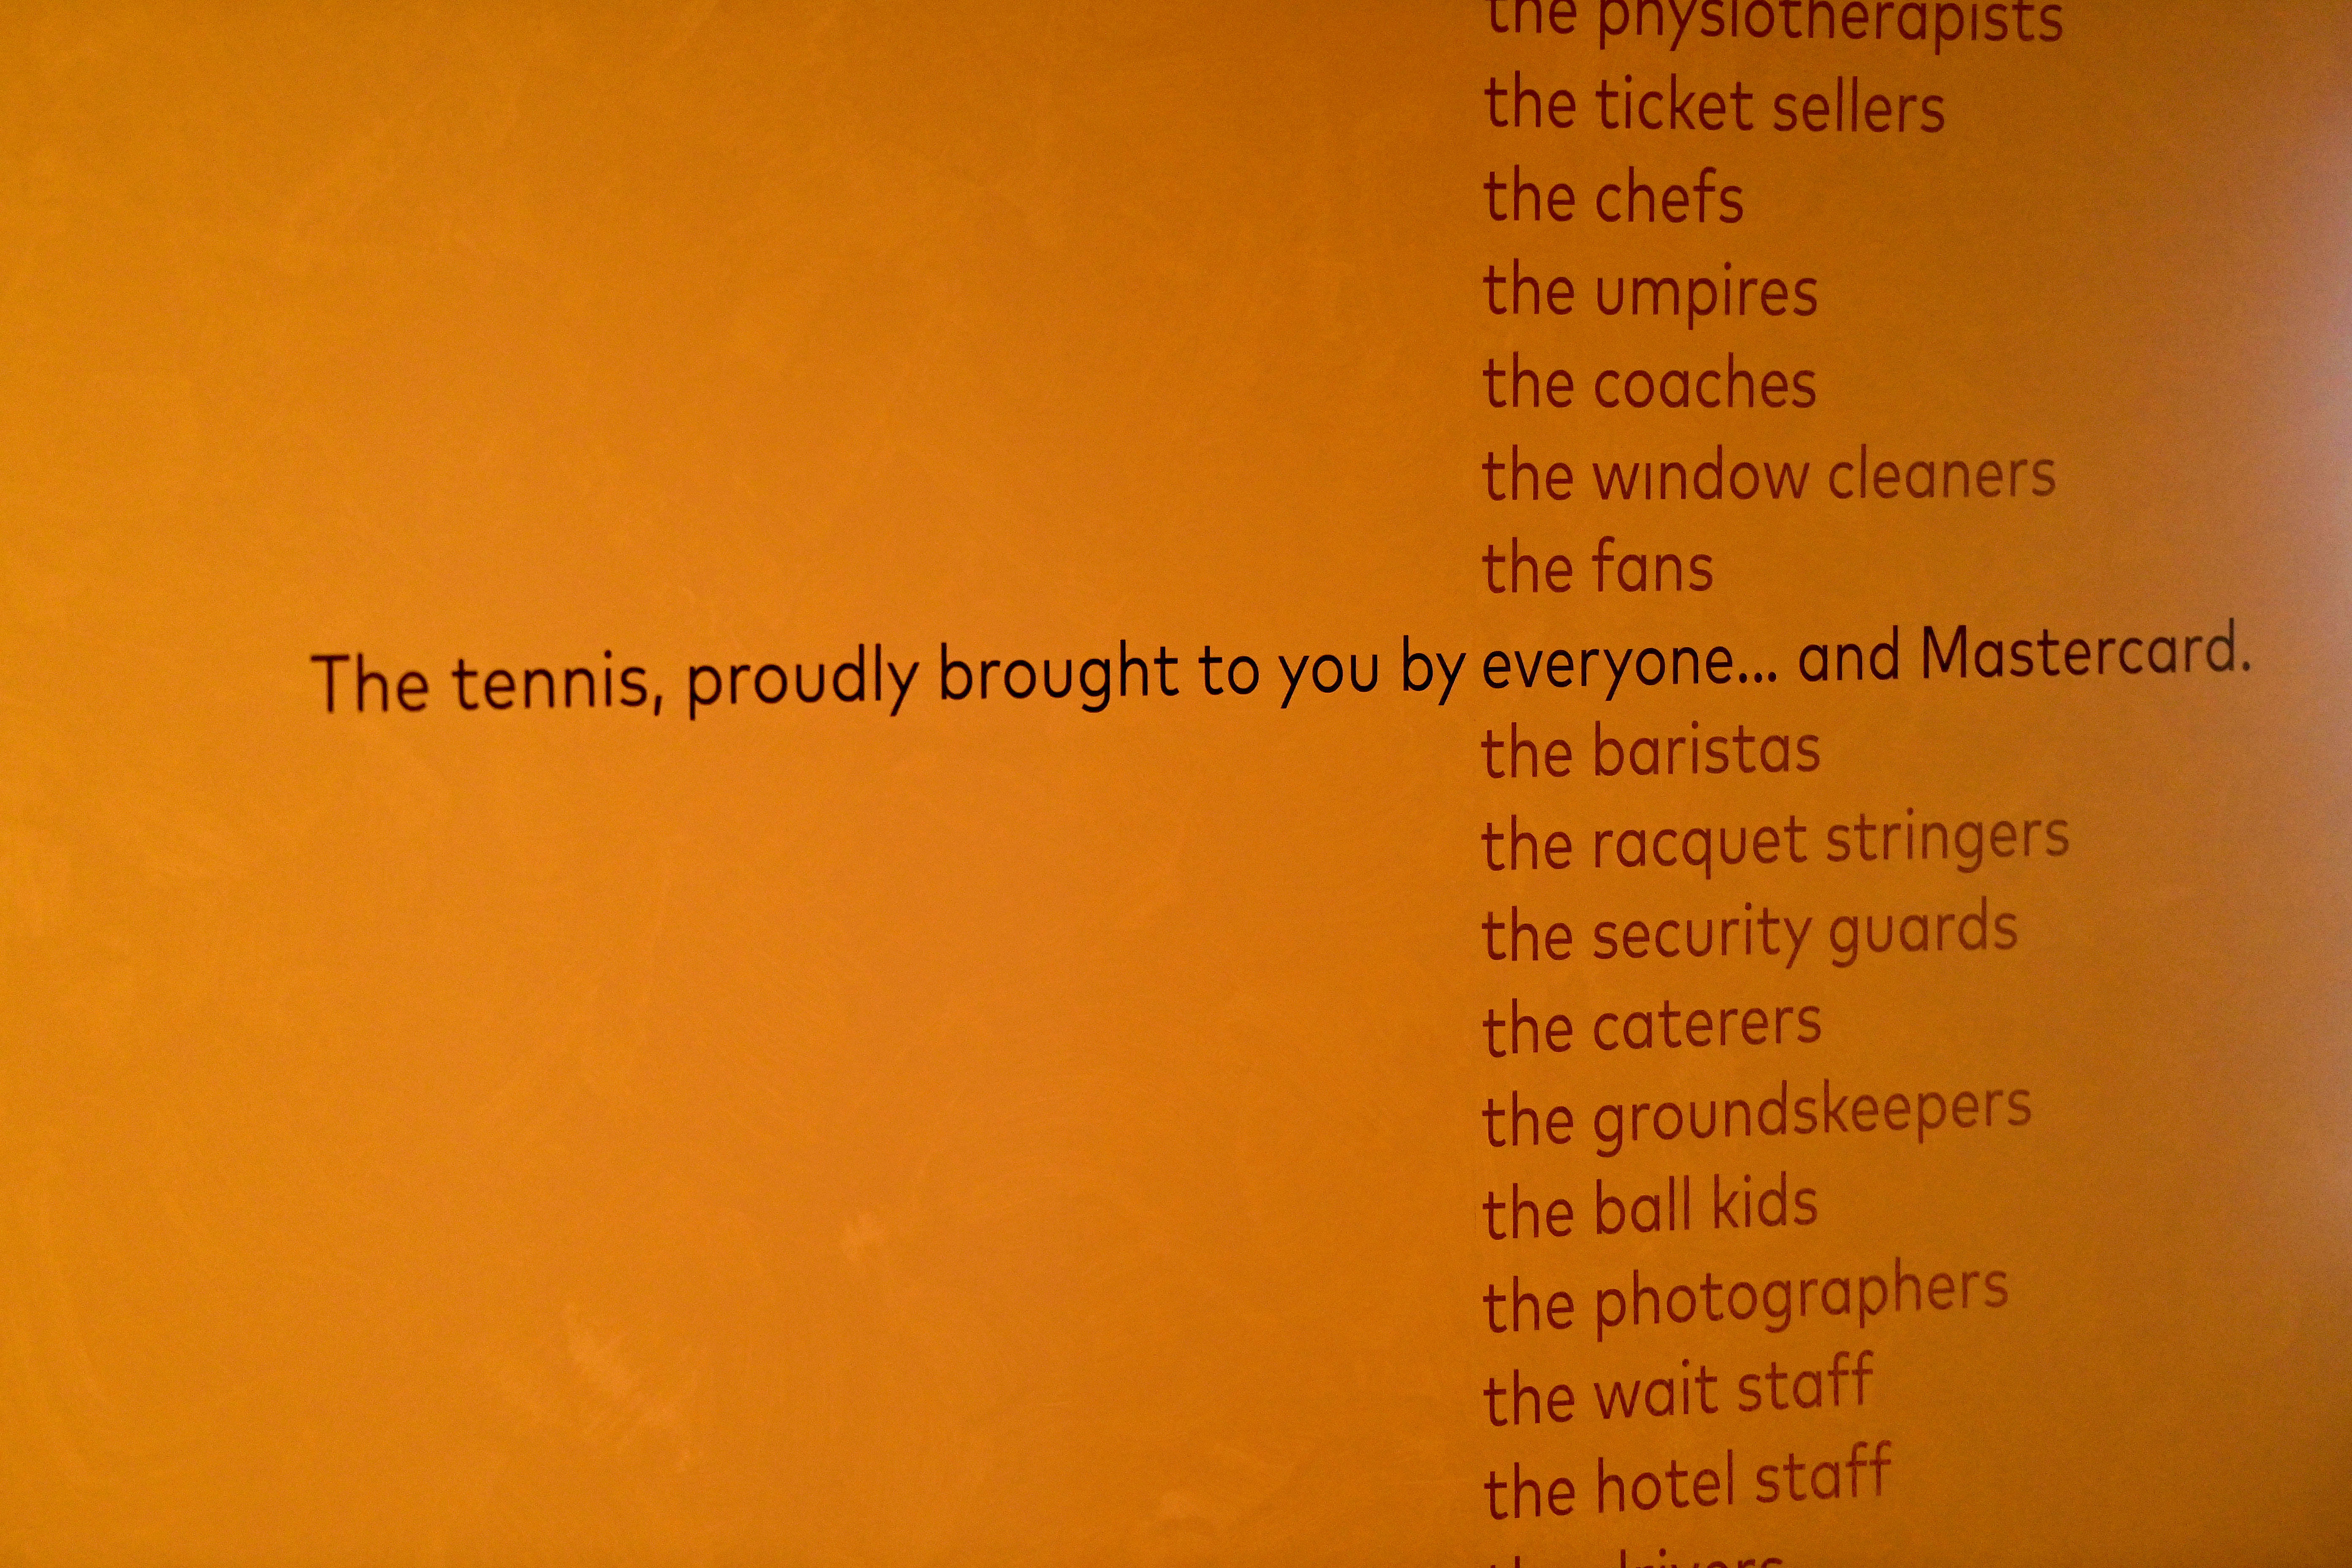 the physiotherapists
the ticket sellers
the chefs
the umpires
the coaches
the window cleaners
the fans
The tennis, proudly brought to you by everyone... and Mastercard.
the baristas
the racquet stringers
the security guards
the caterers
the groundskeepers
the ball kids
the photographers
the wait staff
the hotel staff
the drivers